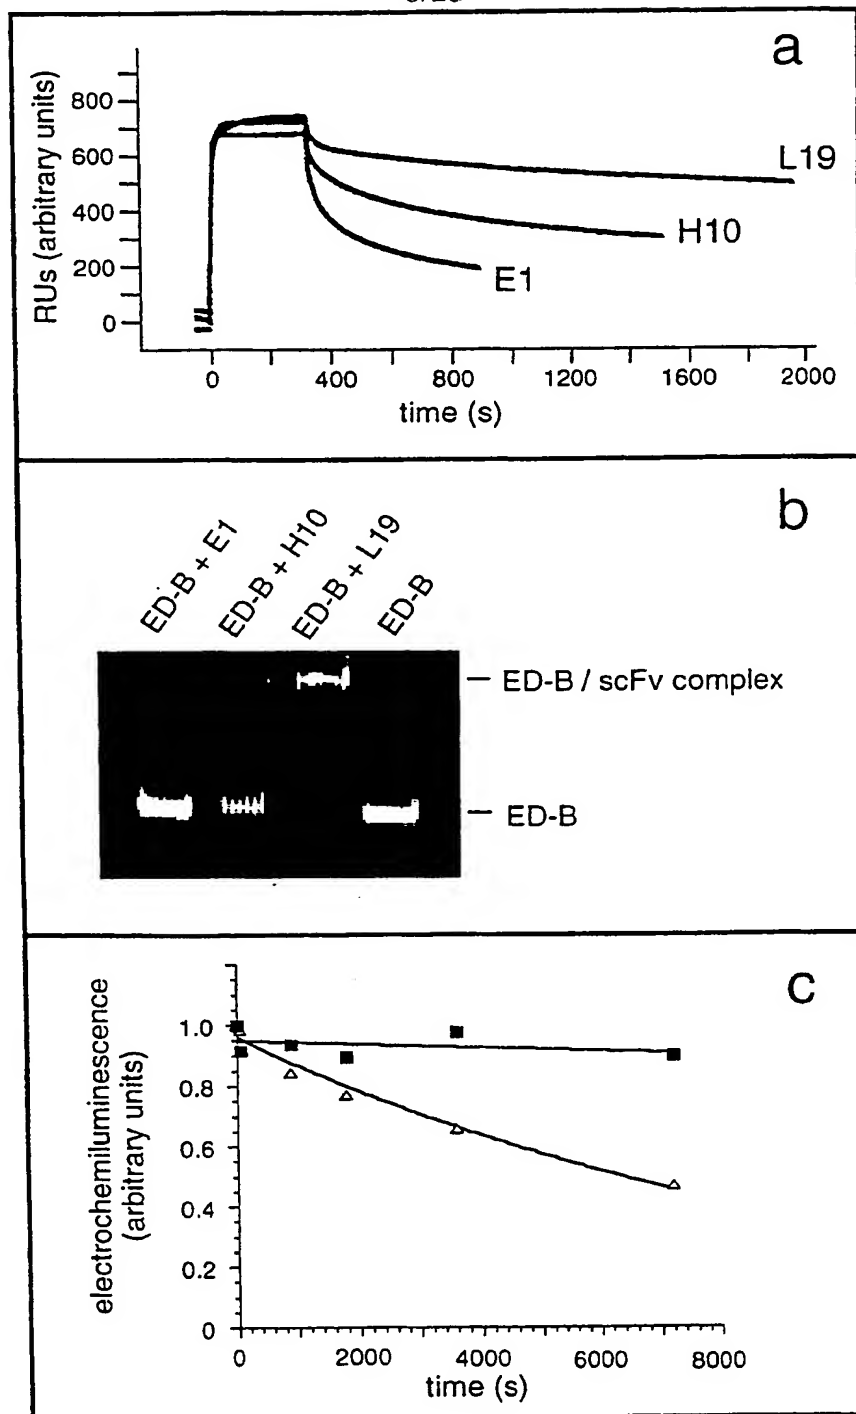 a
RUs (arbitrary units)
800
600
400
200
0
L19
H10
E1
0 400 800 1200 1600 2000
time (s)
b
ED-B + E1
ED-B + H10
ED-B + L19
ED-B
ED-B / scFv complex
ED-B
c
electrochemiluminescence
(arbitrary units)
1.0
0.8
0.6
0.4
0.2
0
0 2000 4000 6000 8000
time (s)